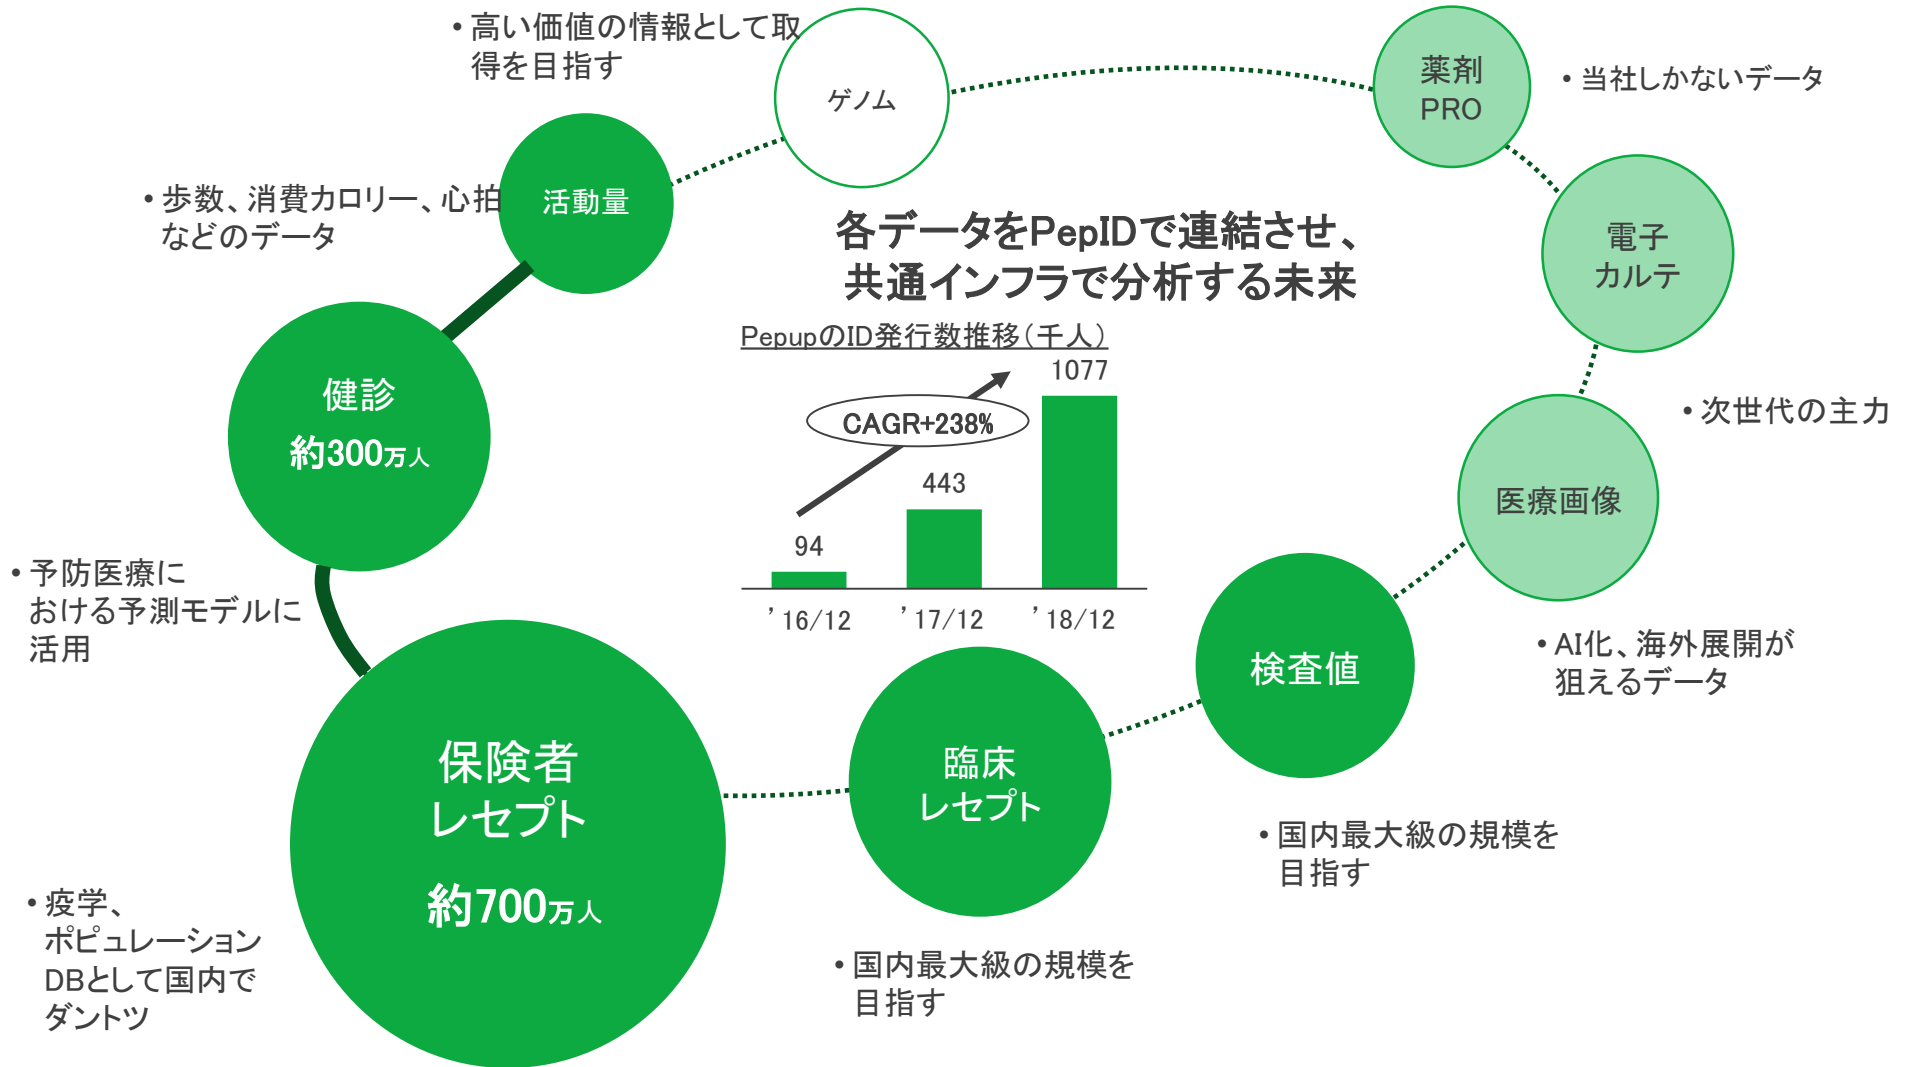 • 高い価値の情報として取
得を目指す
ゲノム
薬剤
PRO
• 当社しかないデータ
活動量
• 歩数、消費カロリー、心拍
などのデータ
各データをPepIDで連結させ、
共通インフラで分析する未来
電子
カルテ
PepupのID発行数推移（千人）
1077
CAGR+238%
443
94
’16/12
’17/12
’18/12
健診
約300万人
• 次世代の主力
医療画像
• 予防医療に
おける予測モデルに
活用
• AI化、海外展開が
狙えるデータ
検査値
保険者
レセプト
約700万人
臨床
レセプト
• 国内最大級の規模を
目指す
• 疫学、
ポピュレーション
DBとして国内で
ダントツ
• 国内最大級の規模を
目指す